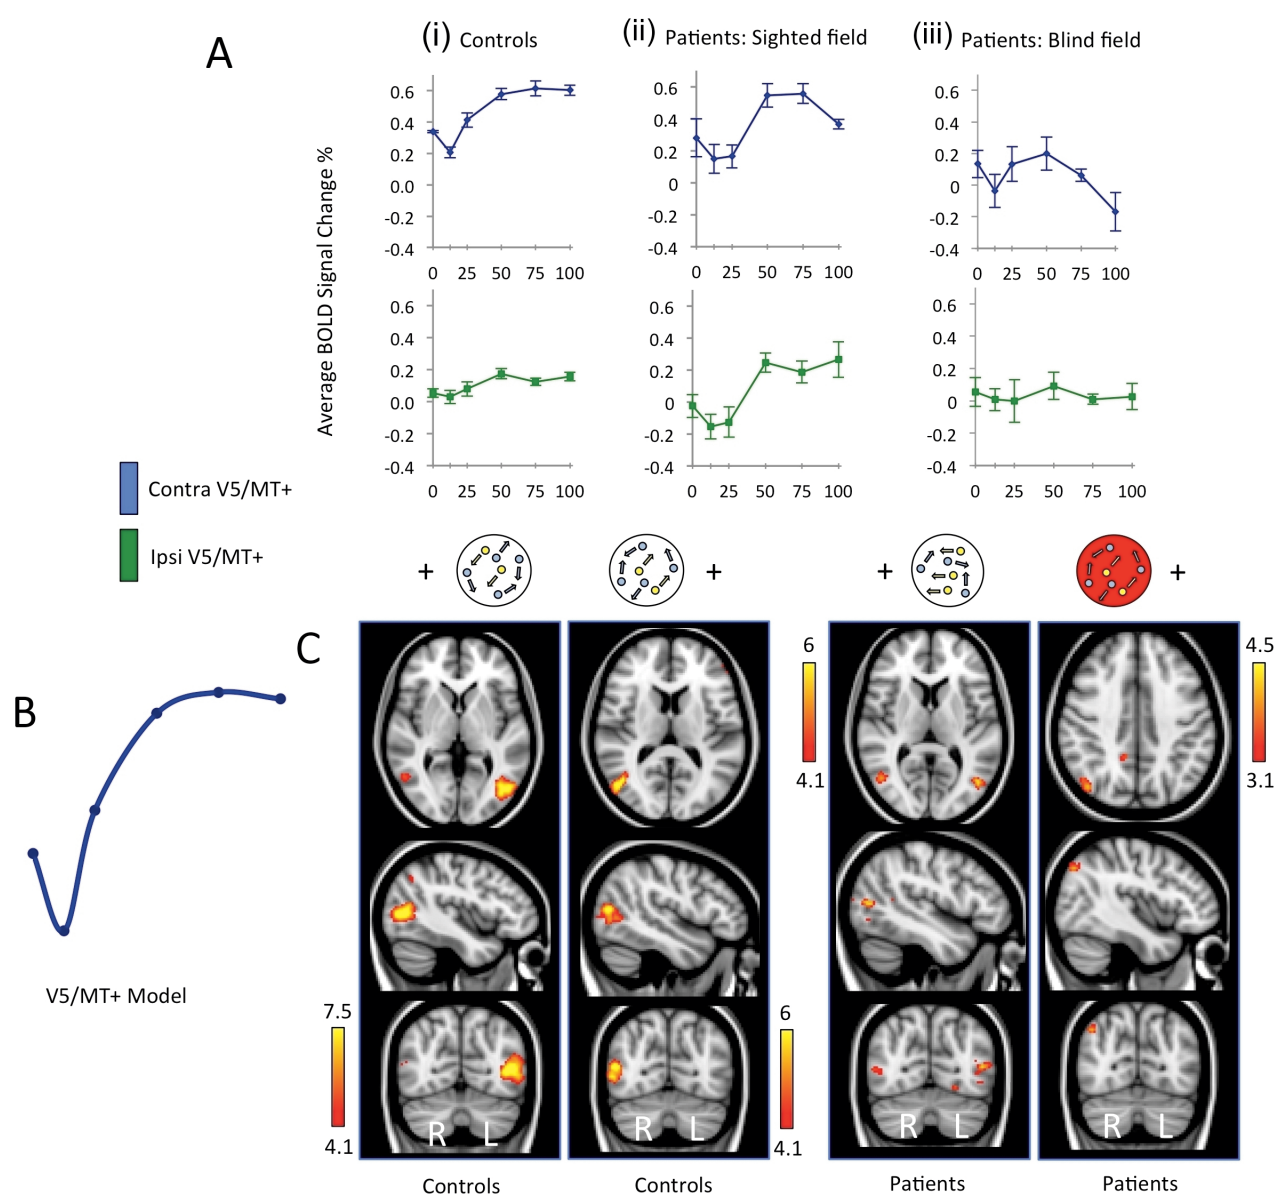 A
(i) Controls
(ii) Patients: Sighted field
(iii) Patients: Blind field
Average BOLD Signal Change %
0.6
0.4
0.2
0.0
-0.2
-0.4
0 25 50 75 100
0.6
0.4
0.2
0
-0.2
-0.4
0 25 50 75 100
0.6
0.4
0.2
0
-0.2
-0.4
0 25 50 75 100
0.6
0.4
0.2
0.0
-0.2
-0.4
0 25 50 75 100
0.6
0.4
0.2
0
-0.2
-0.4
0 25 50 75 100
0.6
0.4
0.2
0
-0.2
-0.4
0 25 50 75 100
Contra V5/MT+
Ipsi V5/MT+
+ + + +
B
V5/MT+ Model
C
6
4.1
4.5
3.1
7.5
4.1
6
4.1
R L
R L
R L
R L
Controls
Controls
Patients
Patients